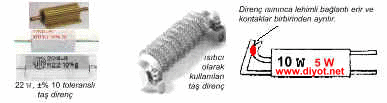 Direnç ısınınca lehimli bağlantı erir ve
kontaklar birbirinden ayrılır.
ısıtıcı
olarak
kullanılan
taş direnç
10 W 5 W
www.diyot.net
22 w, ±% 10 toleranslı
taş direnç